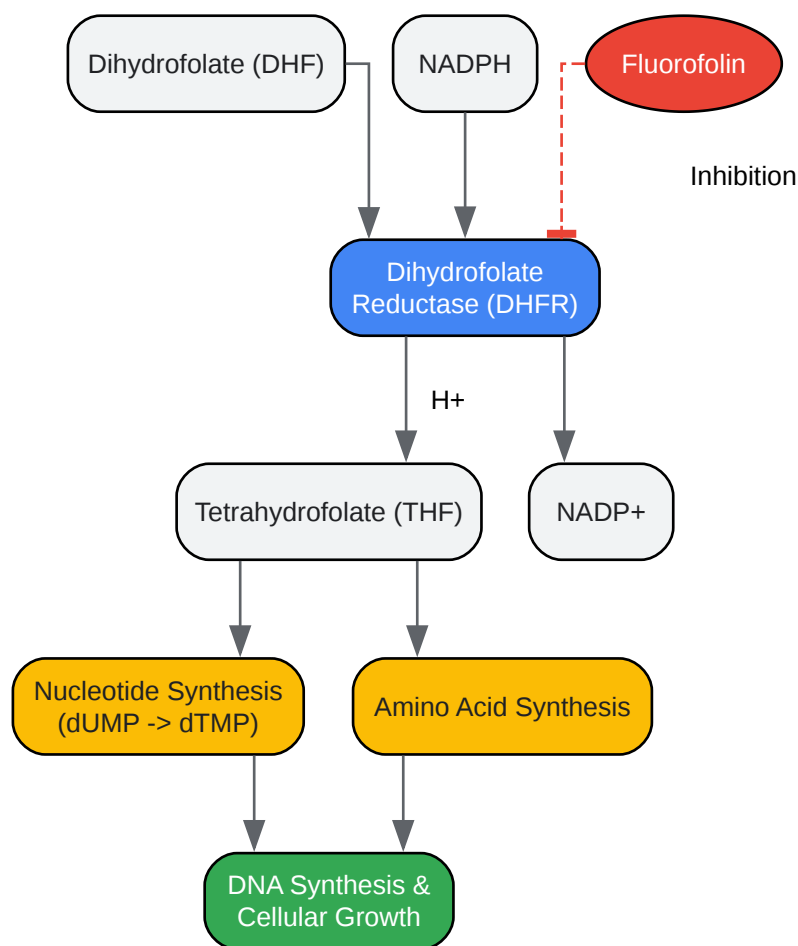 Dihydrofolate (DHF)
NADPH
Fluorofolin
Inhibition
Dihydrofolate
Reductase (DHFR)
H+
Tetrahydrofolate (THF)
NADP+
Nucleotide Synthesis
(dUMP -> dTMP)
Amino Acid Synthesis
DNA Synthesis &
Cellular Growth